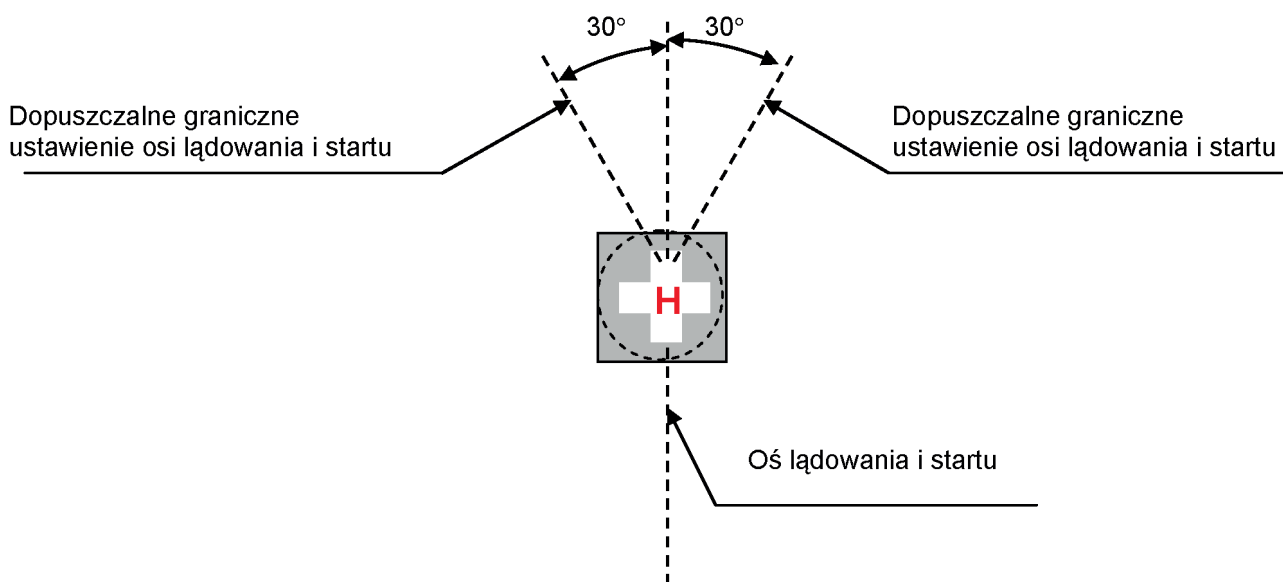 30° 30°
Dopuszczalne graniczne
ustawienie osi lądowania i startu
Dopuszczalne graniczne
ustawienie osi lądowania i startu
H
Oś lądowania i startu